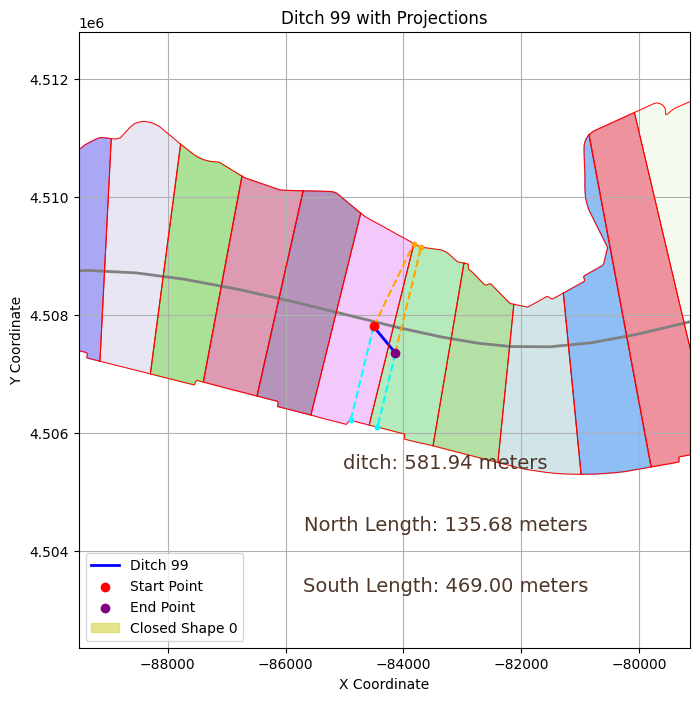 Ditch 99 with Projections
1e6
4.512
4.510
4.508
4.506
4.504
Y Coordinate
ditch: 581.94 meters
North Length: 135.68 meters
South Length: 469.00 meters
Ditch 99
Start Point
End Point
Closed Shape 0
−88000 −86000 −84000 −82000 −80000
X Coordinate